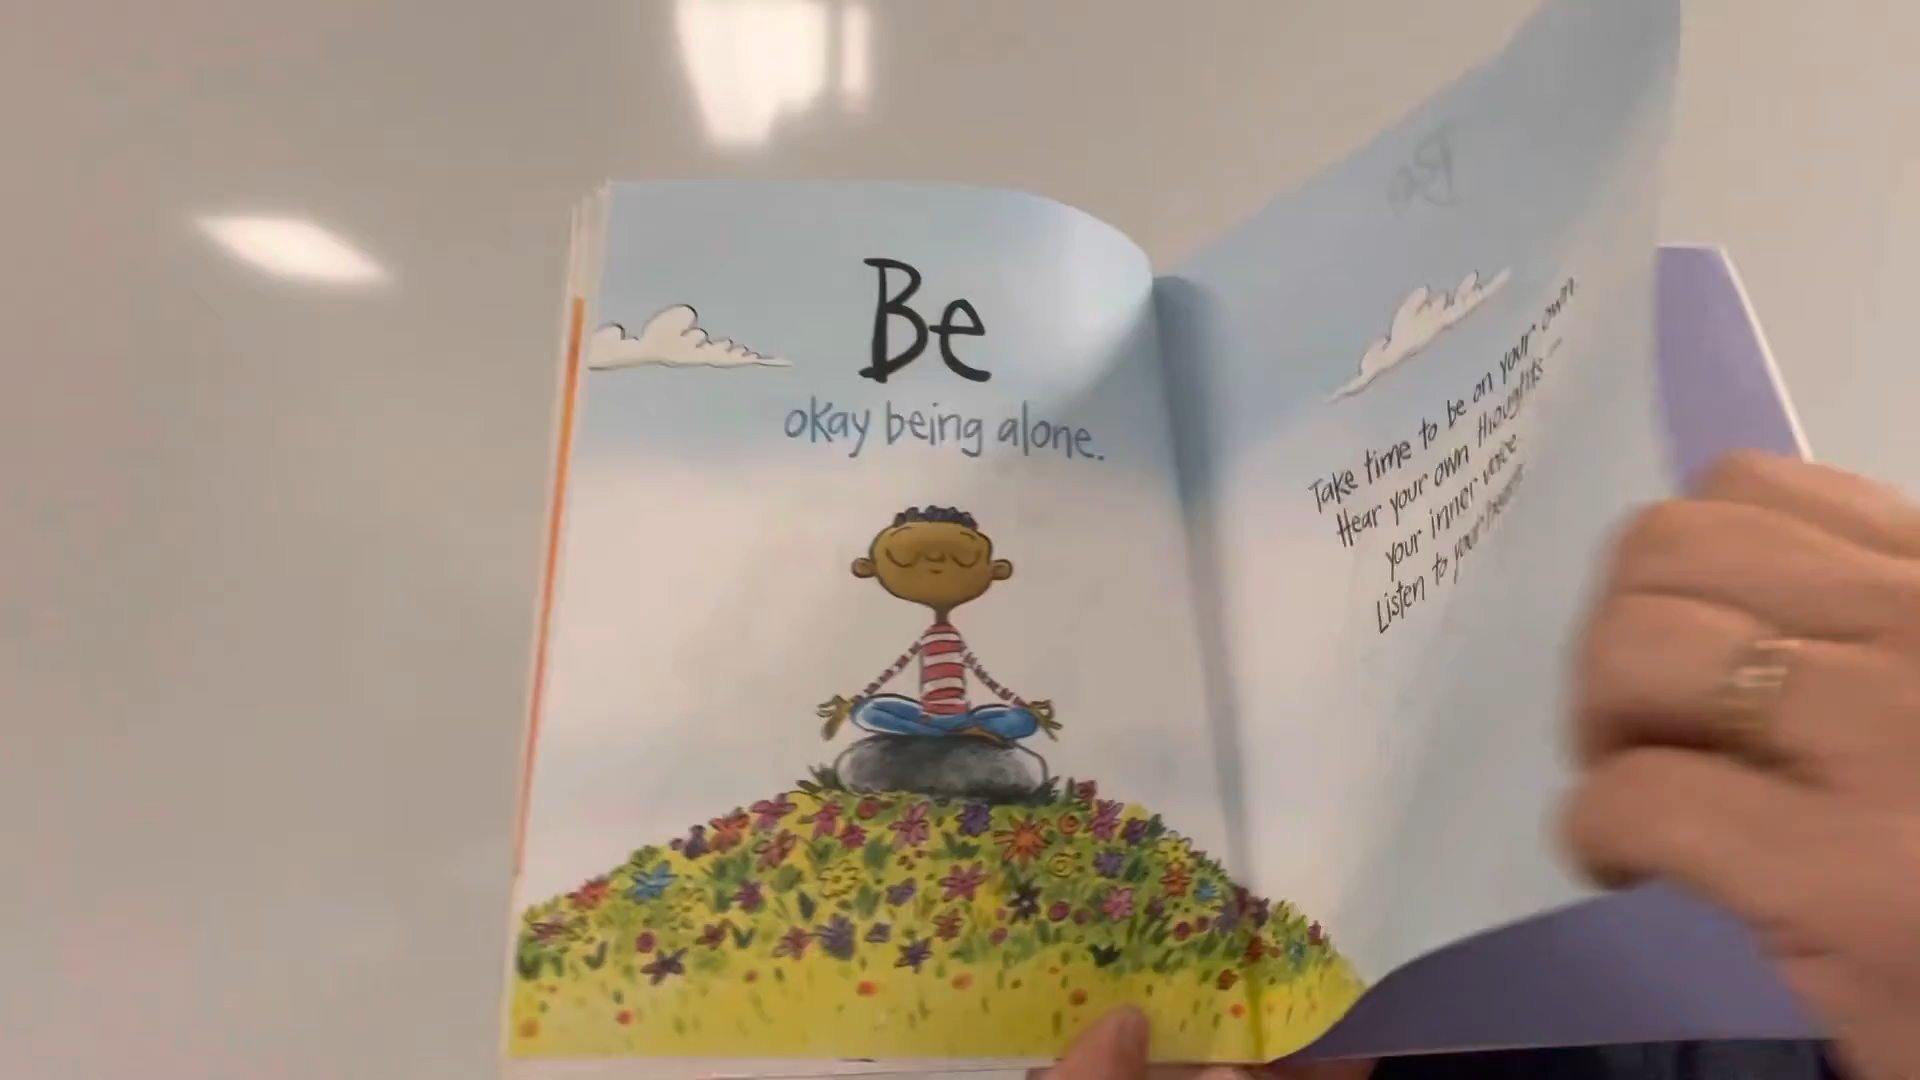 Be
okay being alone.
Take time to be on your own.
Hear your own thoughts —
your inner voice.
Listen to your heart.